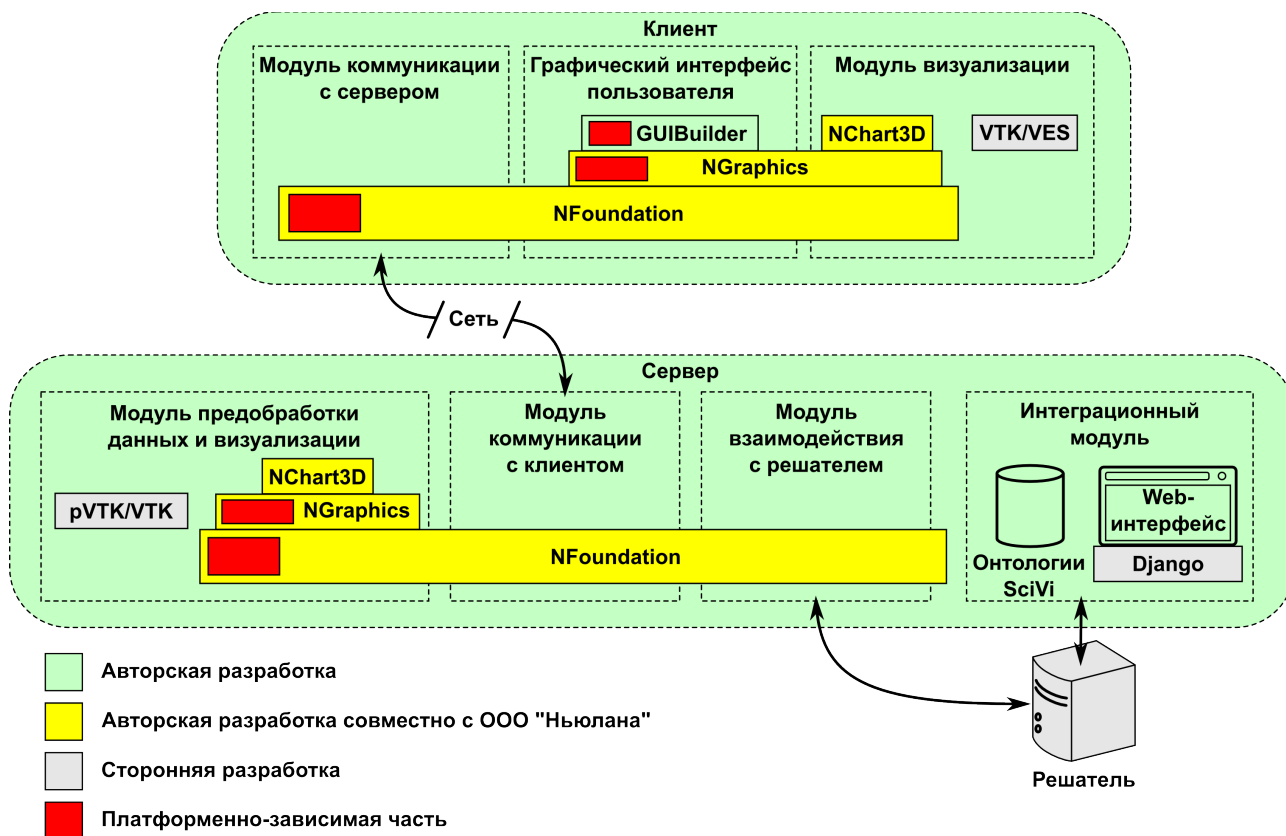 Клиент
Модуль коммуникации
с сервером
Графический интерфейс
пользователя
Модуль визуализации
GUIBuilder
NChart3D
VTK/VES
NGraphics
NFoundation
Сеть
Сервер
Модуль предобработки
данных и визуализации
Модуль
коммуникации
с клиентом
Модуль
взаимодействия
с решателем
Интеграционный
модуль
NChart3D
pVTK/VTK
NGraphics
NFoundation
Web-
интерфейс
Онтологии
SciVi
Django
Авторская разработка
Авторская разработка совместно с ООО "Ньюлана"
Сторонняя разработка
Платформенно-зависимая часть
Решатель